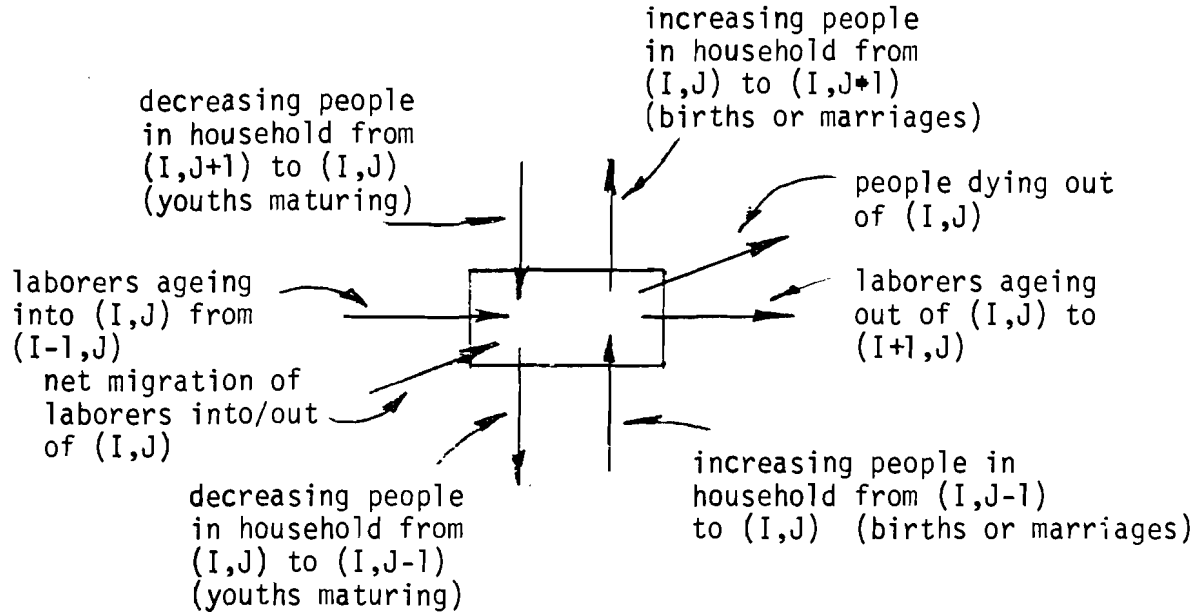 increasing people
in household from
(I,J) to (I,J+1)
(births or marriages)
decreasing people
in household from
(I,J+1) to (I,J)
(youths maturing)
people dying out
of (I,J)
laborers ageing
into (I,J) from
(I-1,J)
laborers ageing
out of (I,J) to
(I+1,J)
net migration of
laborers into/out
of (I,J)
increasing people in
household from (I,J-1)
to (I,J) (births or marriages)
decreasing people
in household from
(I,J) to (I,J-1)
(youths maturing)